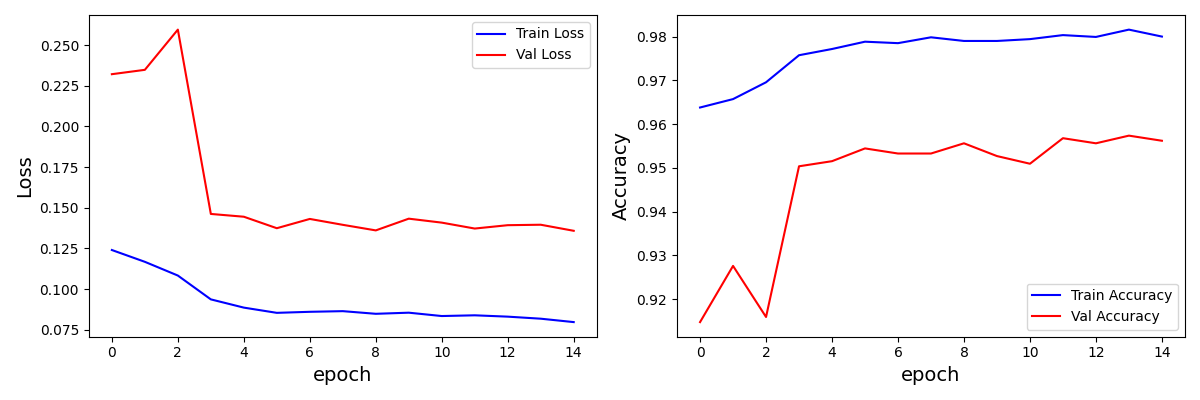 Train Loss
Val Loss
0.250
0.225
0.200
0.175
0.150
0.125
0.100
0.075
Loss
0 2 4 6 8 10 12 14
epoch
0.98
0.97
0.96
0.95
0.94
0.93
0.92
Accuracy
Train Accuracy
Val Accuracy
0 2 4 6 8 10 12 14
epoch